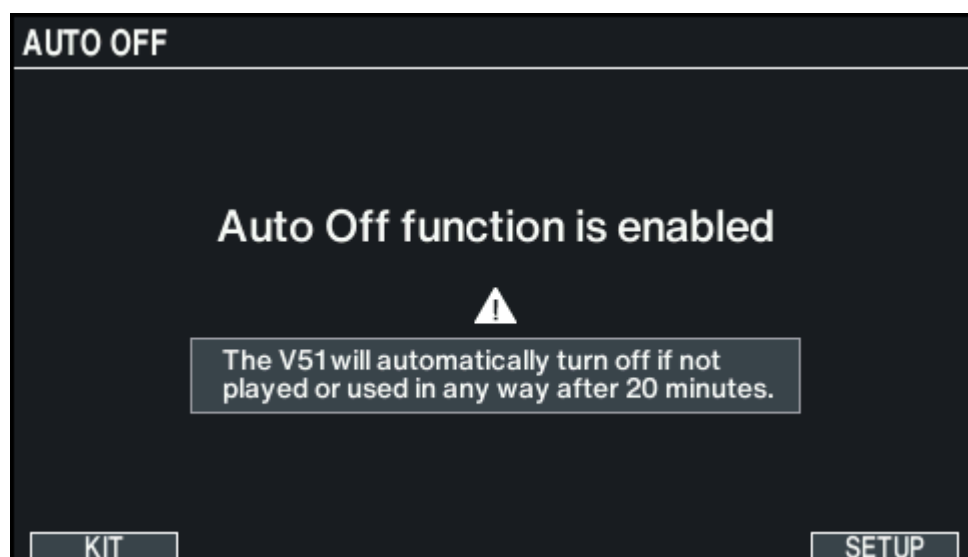 AUTO OFF
Auto Off function is enabled
!
The V51 will automatically turn off if not
played or used in any way after 20 minutes.
KIT
SETUP